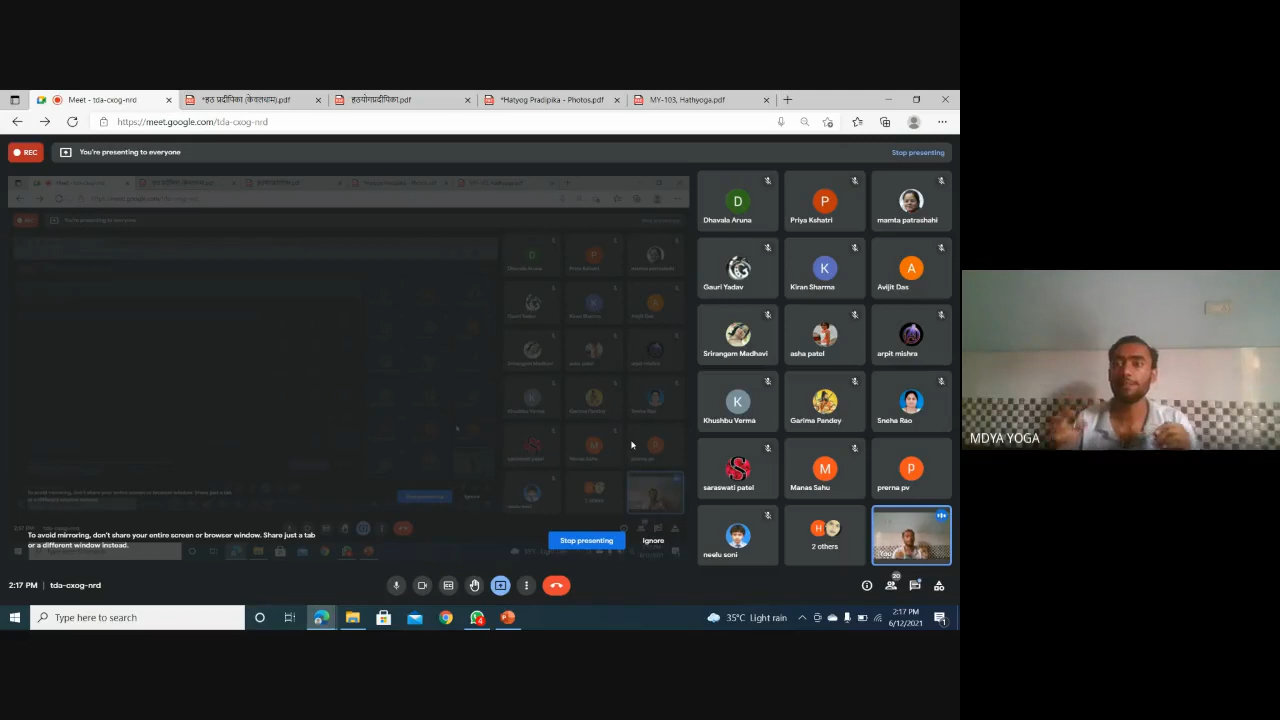 Meet - tda-cxog-nrd
*हठ प्रदीपिका (केवलधाम).pdf
हठयोगप्रदीपिका.pdf
*Hatyog Pradipika - Photos.pdf
MY-103, Hathyoga.pdf
https://meet.google.com/tda-cxog-nrd
REC
You're presenting to everyone
Stop presenting
Dhavala Aruna
Priya Kshatri
mamta patrashahi
Gauri Yadav
Kiran Sharma
Avijit Das
Srirangam Madhavi
asha patel
arpit mishra
Khushbu Verma
Garima Pandey
Sneha Rao
saraswati patel
Manas Sahu
prerna pv
neelu soni
2 others
You
MDYA YOGA
To avoid mirroring, don't share your entire screen or browser window. Share just a tab
or a different window instead.
Stop presenting
Ignore
2:17 PM | tda-cxog-nrd
20
Type here to search
4
35°C Light rain
2:17 PM
6/12/2021
1